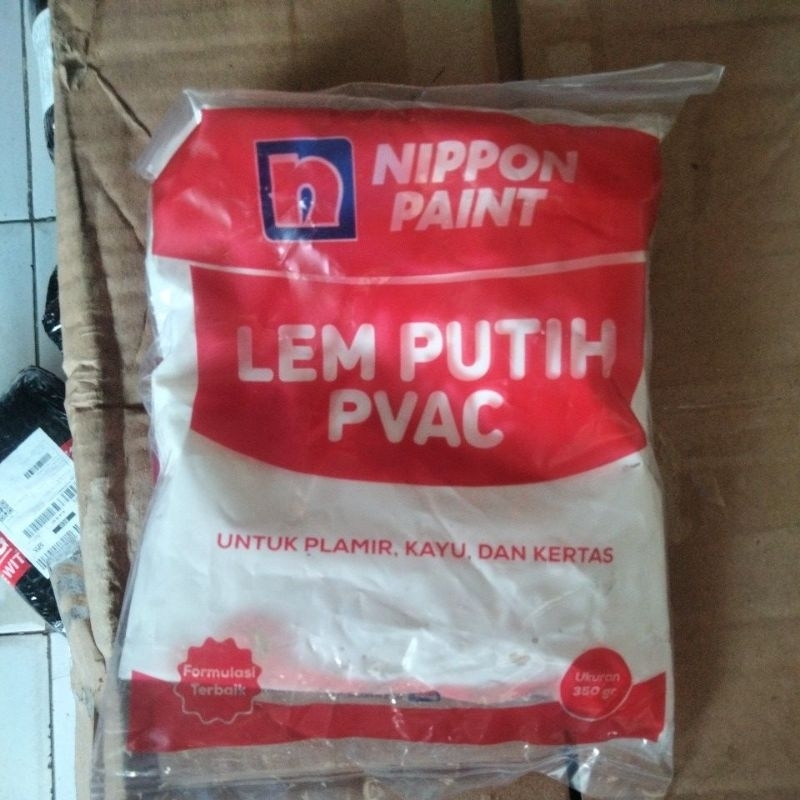 n
NIPPON
PAINT
LEM PUTIH
PVAC
UNTUK PLAMIR, KAYU, DAN KERTAS
Formulasi
Terbaik
Ukuran
350 gr